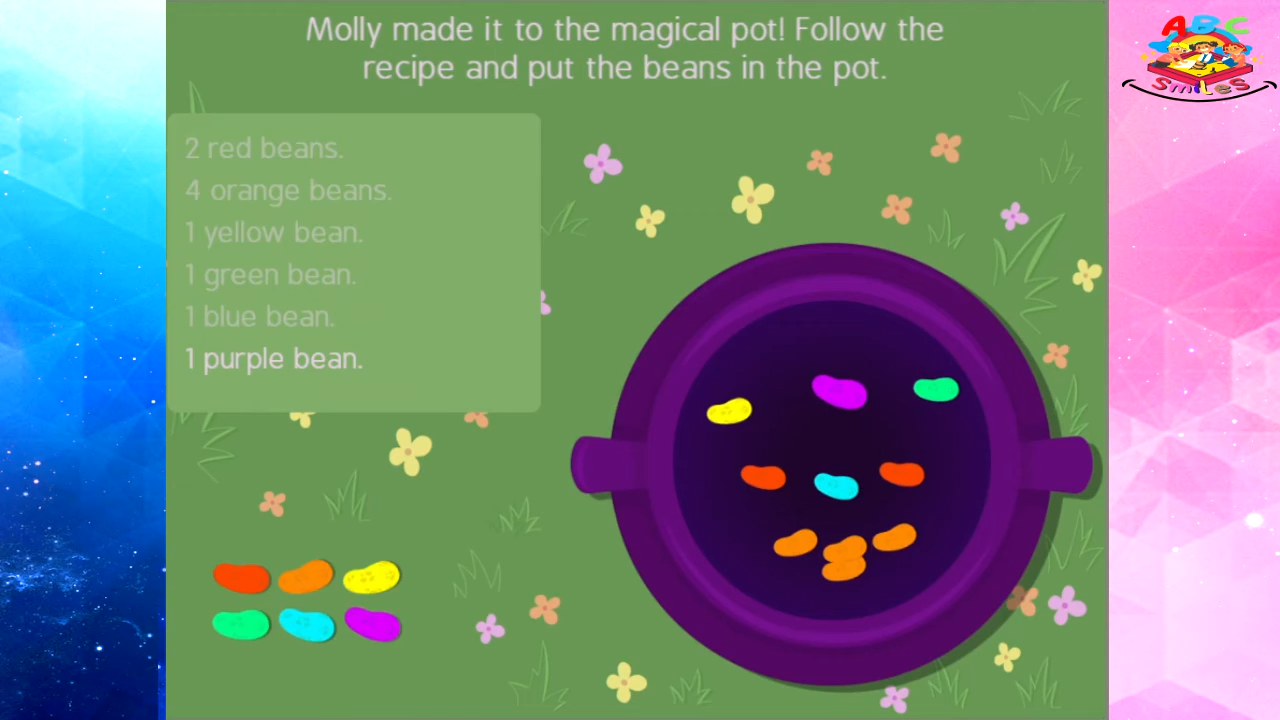 Molly made it to the magical pot! Follow the
recipe and put the beans in the pot.
2 red beans.
4 orange beans.
1 yellow bean.
1 green bean.
1 blue bean.
1 purple bean.
ABC
Smiles